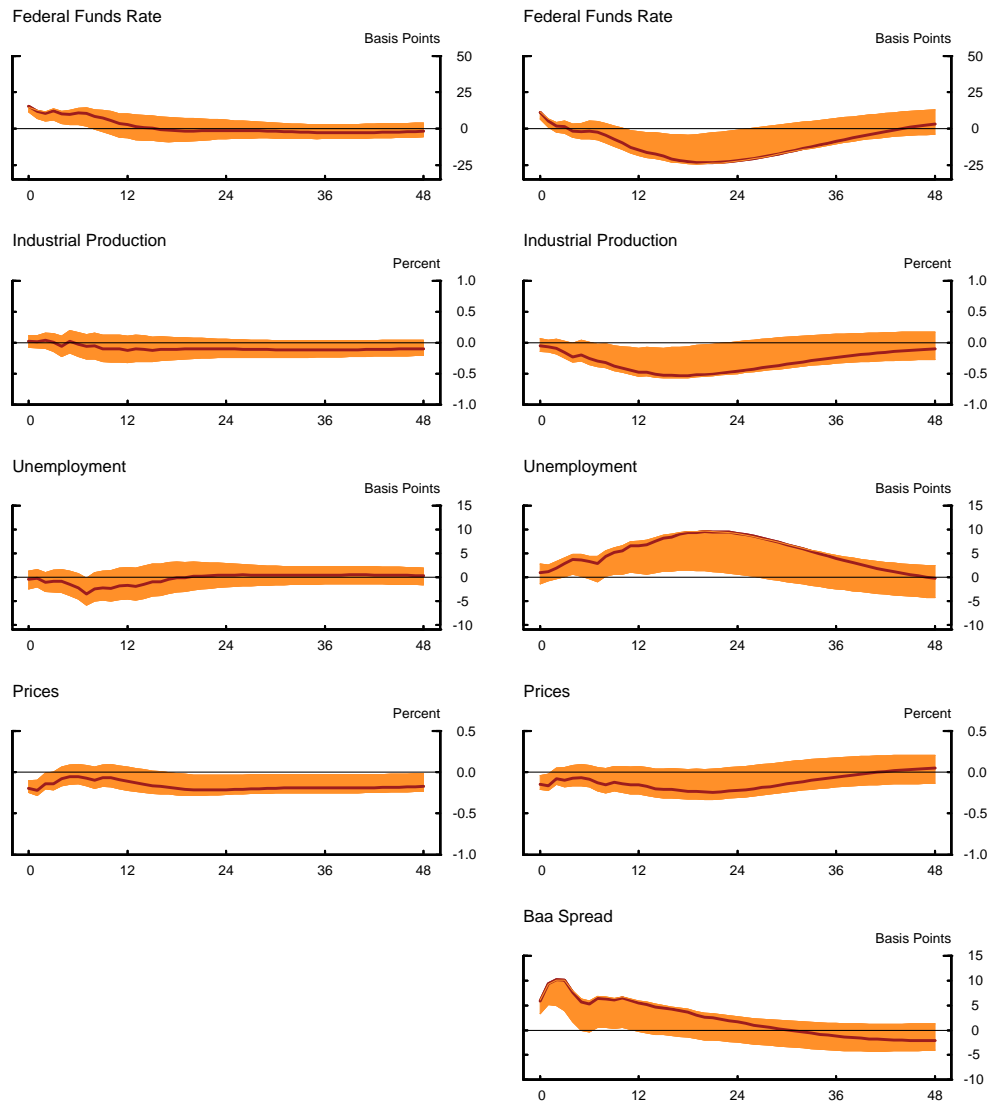 Federal Funds Rate
Basis Points
50
25
0
-25
0 12 24 36 48
Industrial Production
Percent
1.0
0.5
0.0
-0.5
-1.0
0 12 24 36 48
Unemployment
Basis Points
15
10
5
0
-5
-10
0 12 24 36 48
Prices
Percent
0.5
0.0
-0.5
-1.0
0 12 24 36 48
Federal Funds Rate
Basis Points
50
25
0
-25
0 12 24 36 48
Industrial Production
Percent
1.0
0.5
0.0
-0.5
-1.0
0 12 24 36 48
Unemployment
Basis Points
15
10
5
0
-5
-10
0 12 24 36 48
Prices
Percent
0.5
0.0
-0.5
-1.0
0 12 24 36 48
Baa Spread
Basis Points
15
10
5
0
-5
-10
0 12 24 36 48